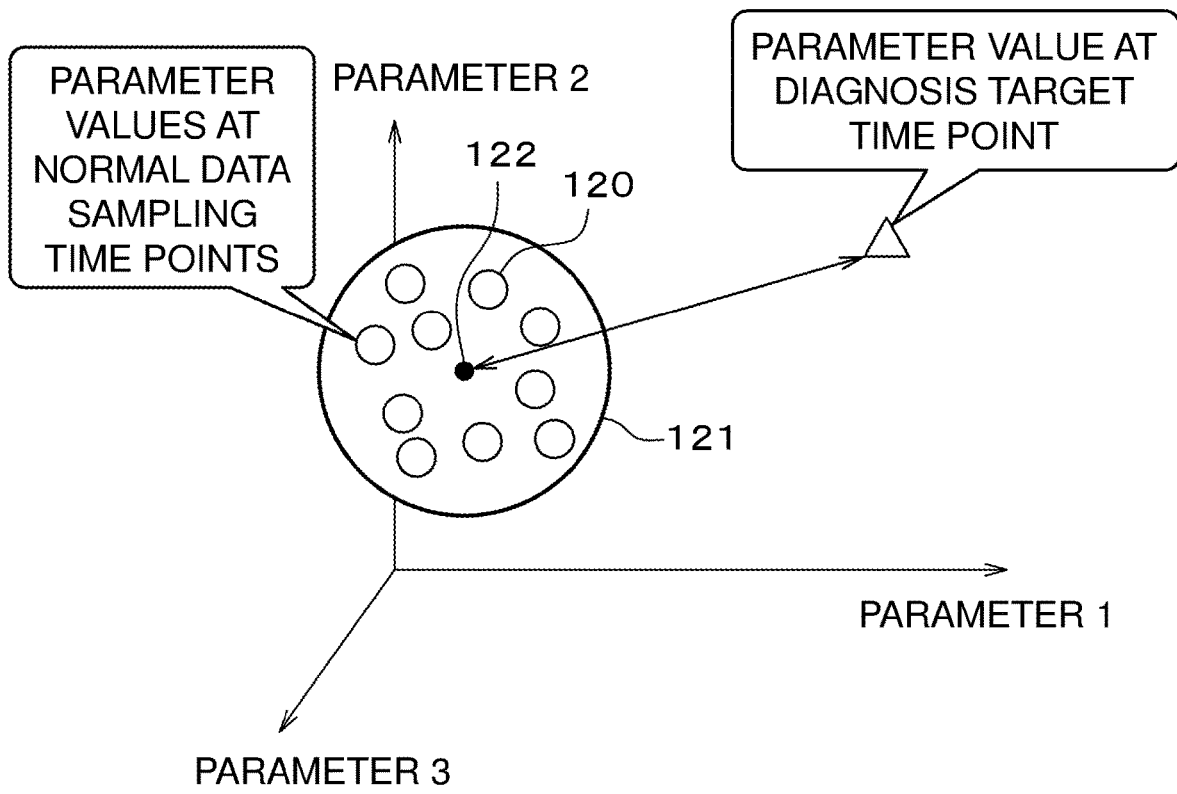 PARAMETER
VALUES AT
NORMAL DATA
SAMPLING
TIME POINTS
PARAMETER 2
PARAMETER VALUE AT
DIAGNOSIS TARGET
TIME POINT
122
120
121
PARAMETER 1
PARAMETER 3